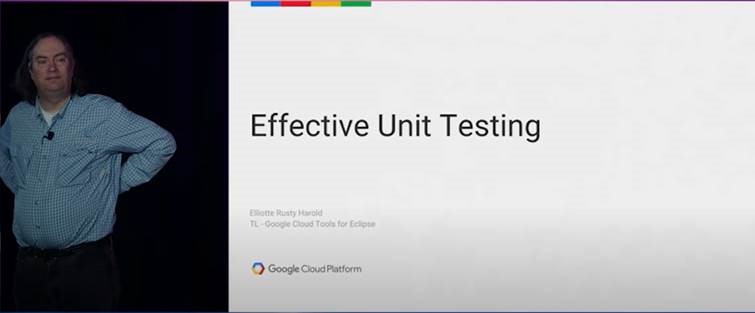 Effective Unit Testing
Elliotte Rusty Harold
TL - Google Cloud Tools for Eclipse
Google Cloud Platform